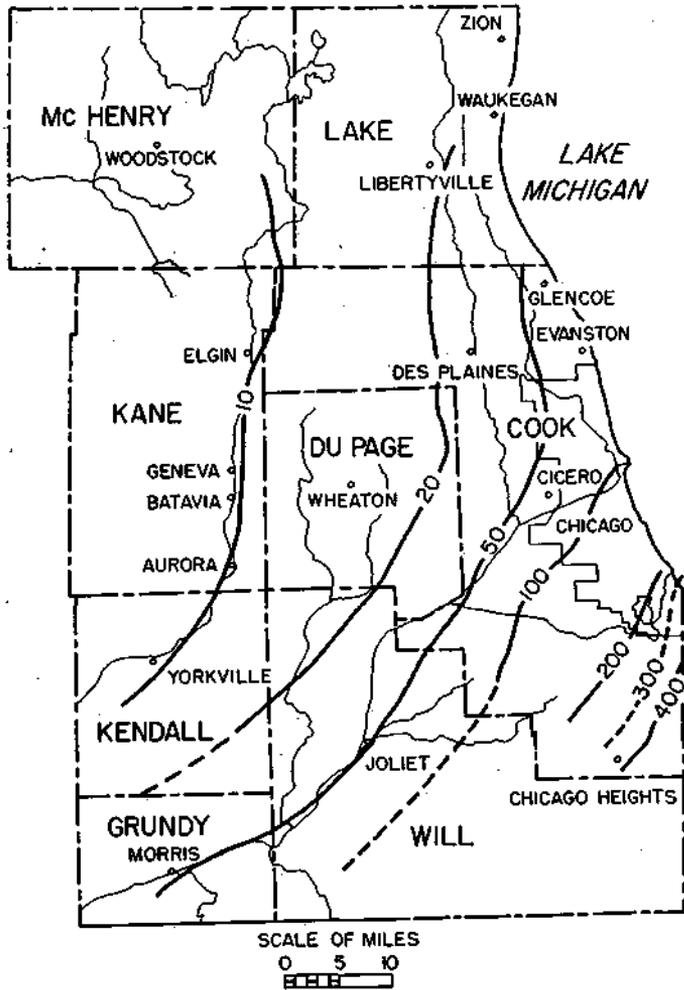 ZION
Mc HENRY
WAUKEGAN
LAKE
WOODSTOCK
LAKE
MICHIGAN
LIBERTYVILLE
GLENCOE
EVANSTON
ELGIN
DES PLAINES
10
KANE
COOK
DU PAGE
GENEVA
CICERO
BATAVIA
WHEATON
20
CHICAGO
50
AURORA
100
200
YORKVILLE
300
400
KENDALL
JOLIET
CHICAGO HEIGHTS
GRUNDY
WILL
MORRIS
SCALE OF MILES
0 5 10